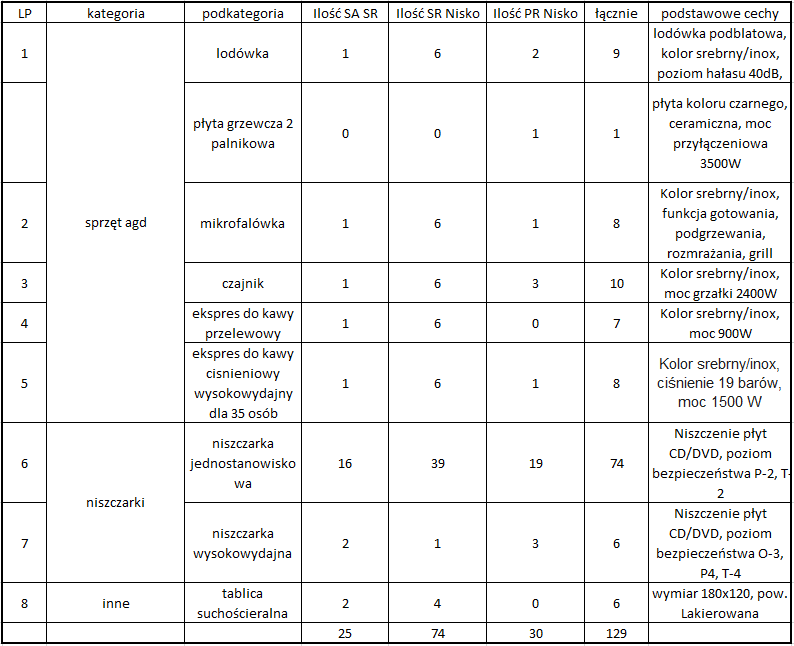 LP kategoria podkategoria Ilość SA SR Ilość SR Nisko Ilość PR Nisko łącznie podstawowe cechy
1 sprzęt agd lodówka 1 6 2 9 lodówka podblatowa,
kolor srebrny/inox,
poziom hałasu 40dB,
płyta grzewcza 2
palnikowa 0 0 1 1 płyta koloru czarnego,
ceramiczna, moc
przyłączeniowa
3500W
2 mikrofalówka 1 6 1 8 Kolor srebrny/inox,
funkcja gotowania,
podgrzewania,
rozmrażania, grill
3 czajnik 1 6 3 10 Kolor srebrny/inox,
moc grzałki 2400W
4 ekspres do kawy
przelewowy 1 6 0 7 Kolor srebrny/inox,
moc 900W
5 ekspres do kawy
cisnieniowy
wysokowydajny
dla 35 osób 1 6 1 8 Kolor srebrny/inox,
ciśnienie 19 barów,
moc 1500 W
6 niszczarki niszczarka
jednostanowisko
wa 16 39 19 74 Niszczenie płyt
CD/DVD, poziom
bezpieczeństwa P-2, T-
2
7 niszczarka
wysokowydajna 2 1 3 6 Niszczenie płyt
CD/DVD, poziom
bezpieczeństwa O-3,
P4, T-4
8 inne tablica
suchościeralna 2 4 0 6 wymiar 180x120, pow.
Lakierowana
25 74 30 129